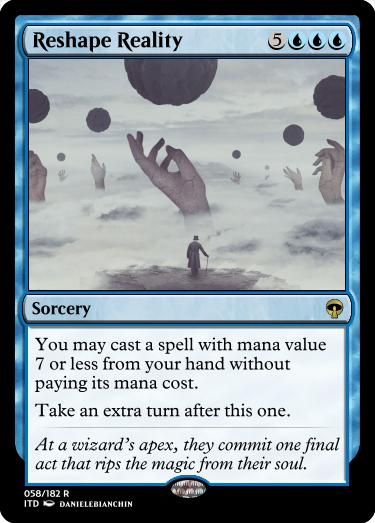 Reshape Reality 5
Sorcery
You may cast a spell with mana value
7 or less from your hand without
paying its mana cost.
Take an extra turn after this one.
At a wizard's apex, they commit one final
act that rips the magic from their soul.
058/182 R
ITD DANIELEBIANCHIN